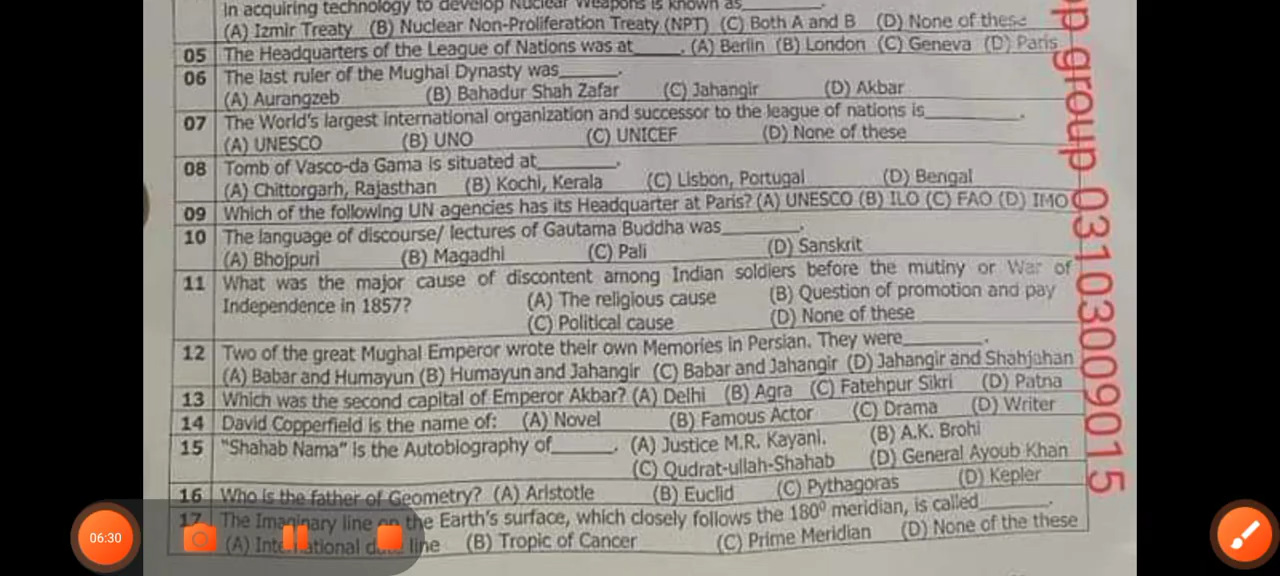 in acquiring technology to develop Nuclear Weapons is known as________.
(A) Izmir Treaty (B) Nuclear Non-Proliferation Treaty (NPT) (C) Both A and B (D) None of these
05 The Headquarters of the League of Nations was at_____. (A) Berlin (B) London (C) Geneva (D) Paris
06 The last ruler of the Mughal Dynasty was______.
(A) Aurangzeb (B) Bahadur Shah Zafar (C) Jahangir (D) Akbar
07 The World's largest international organization and successor to the league of nations is_________.
(A) UNESCO (B) UNO (C) UNICEF (D) None of these
08 Tomb of Vasco-da Gama is situated at________.
(A) Chittorgarh, Rajasthan (B) Kochi, Kerala (C) Lisbon, Portugal (D) Bengal
09 Which of the following UN agencies has its Headquarter at Paris? (A) UNESCO (B) ILO (C) FAO (D) IMO
10 The language of discourse/ lectures of Gautama Buddha was________.
(A) Bhojpuri (B) Magadhi (C) Pali (D) Sanskrit
11 What was the major cause of discontent among Indian soldiers before the mutiny or War of
Independence in 1857? (A) The religious cause (B) Question of promotion and pay
(C) Political cause (D) None of these
12 Two of the great Mughal Emperor wrote their own Memories in Persian. They were________.
(A) Babar and Humayun (B) Humayun and Jahangir (C) Babar and Jahangir (D) Jahangir and Shahjahan
13 Which was the second capital of Emperor Akbar? (A) Delhi (B) Agra (C) Fatehpur Sikri (D) Patna
14 David Copperfield is the name of: (A) Novel (B) Famous Actor (C) Drama (D) Writer
15 "Shahab Nama" is the Autobiography of______. (A) Justice M.R. Kayani. (B) A.K. Brohi
(C) Qudrat-ullah-Shahab (D) General Ayoub Khan
16 Who is the father of Geometry? (A) Aristotle (B) Euclid (C) Pythagoras (D) Kepler
17 The Imaginary line on the Earth's surface, which closely follows the 180⁰ meridian, is called_______.
(A) International date line (B) Tropic of Cancer (C) Prime Meridian (D) None of the these
group 03103009015
06:30